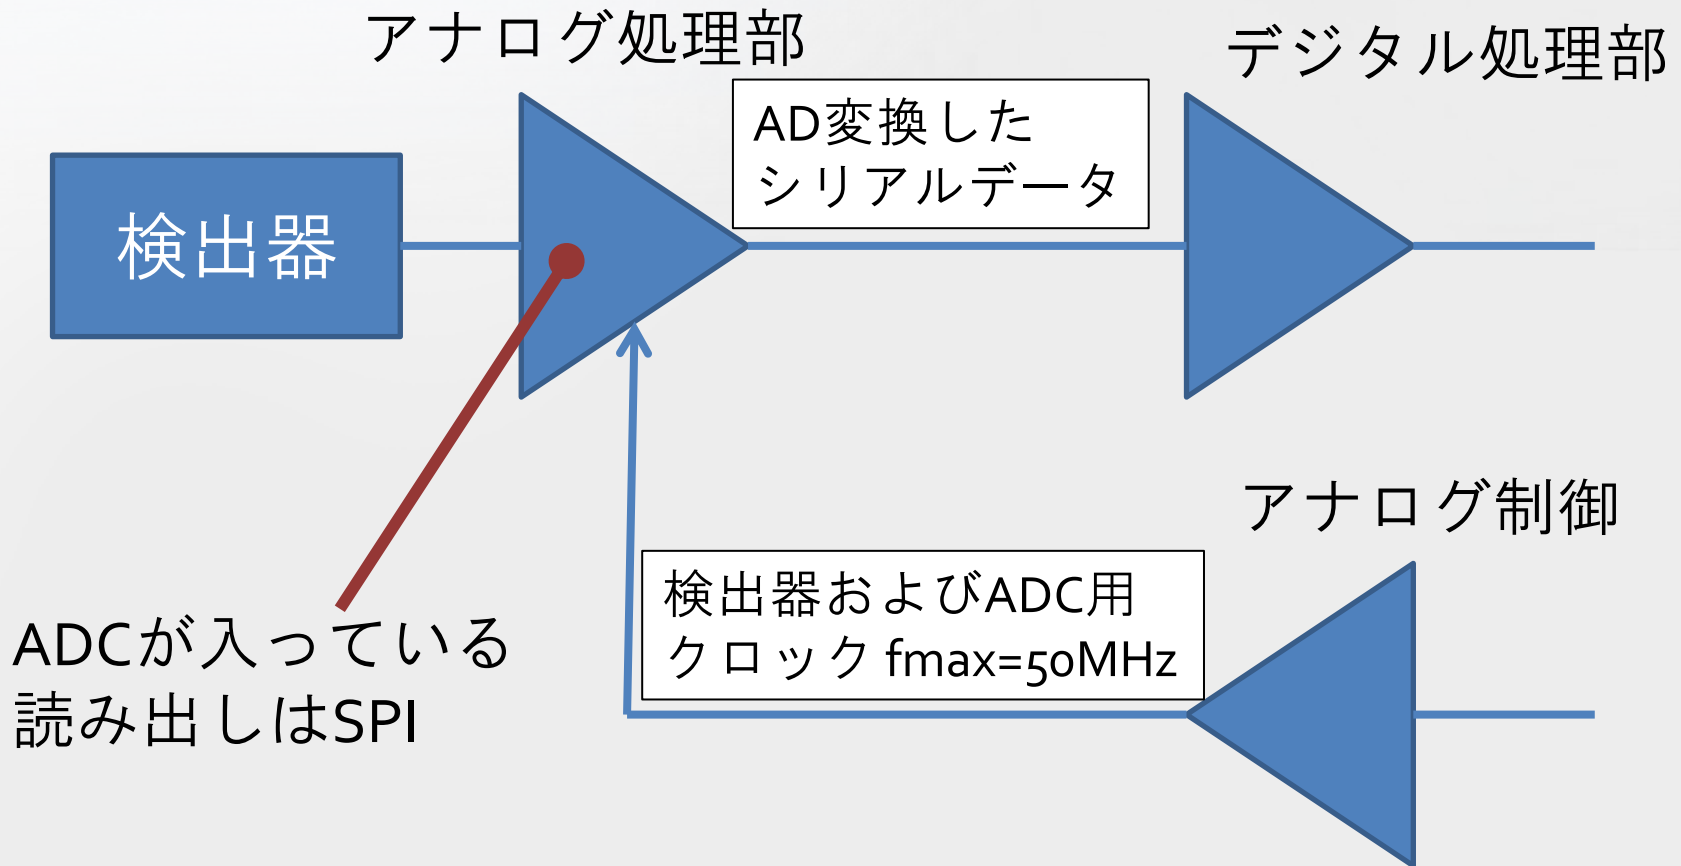 アナログ処理部
デジタル処理部
AD変換した
シリアルデータ
検出器
アナログ制御
検出器およびADC用
クロック fmax=50MHz
ADCが入っている
読み出しはSPI